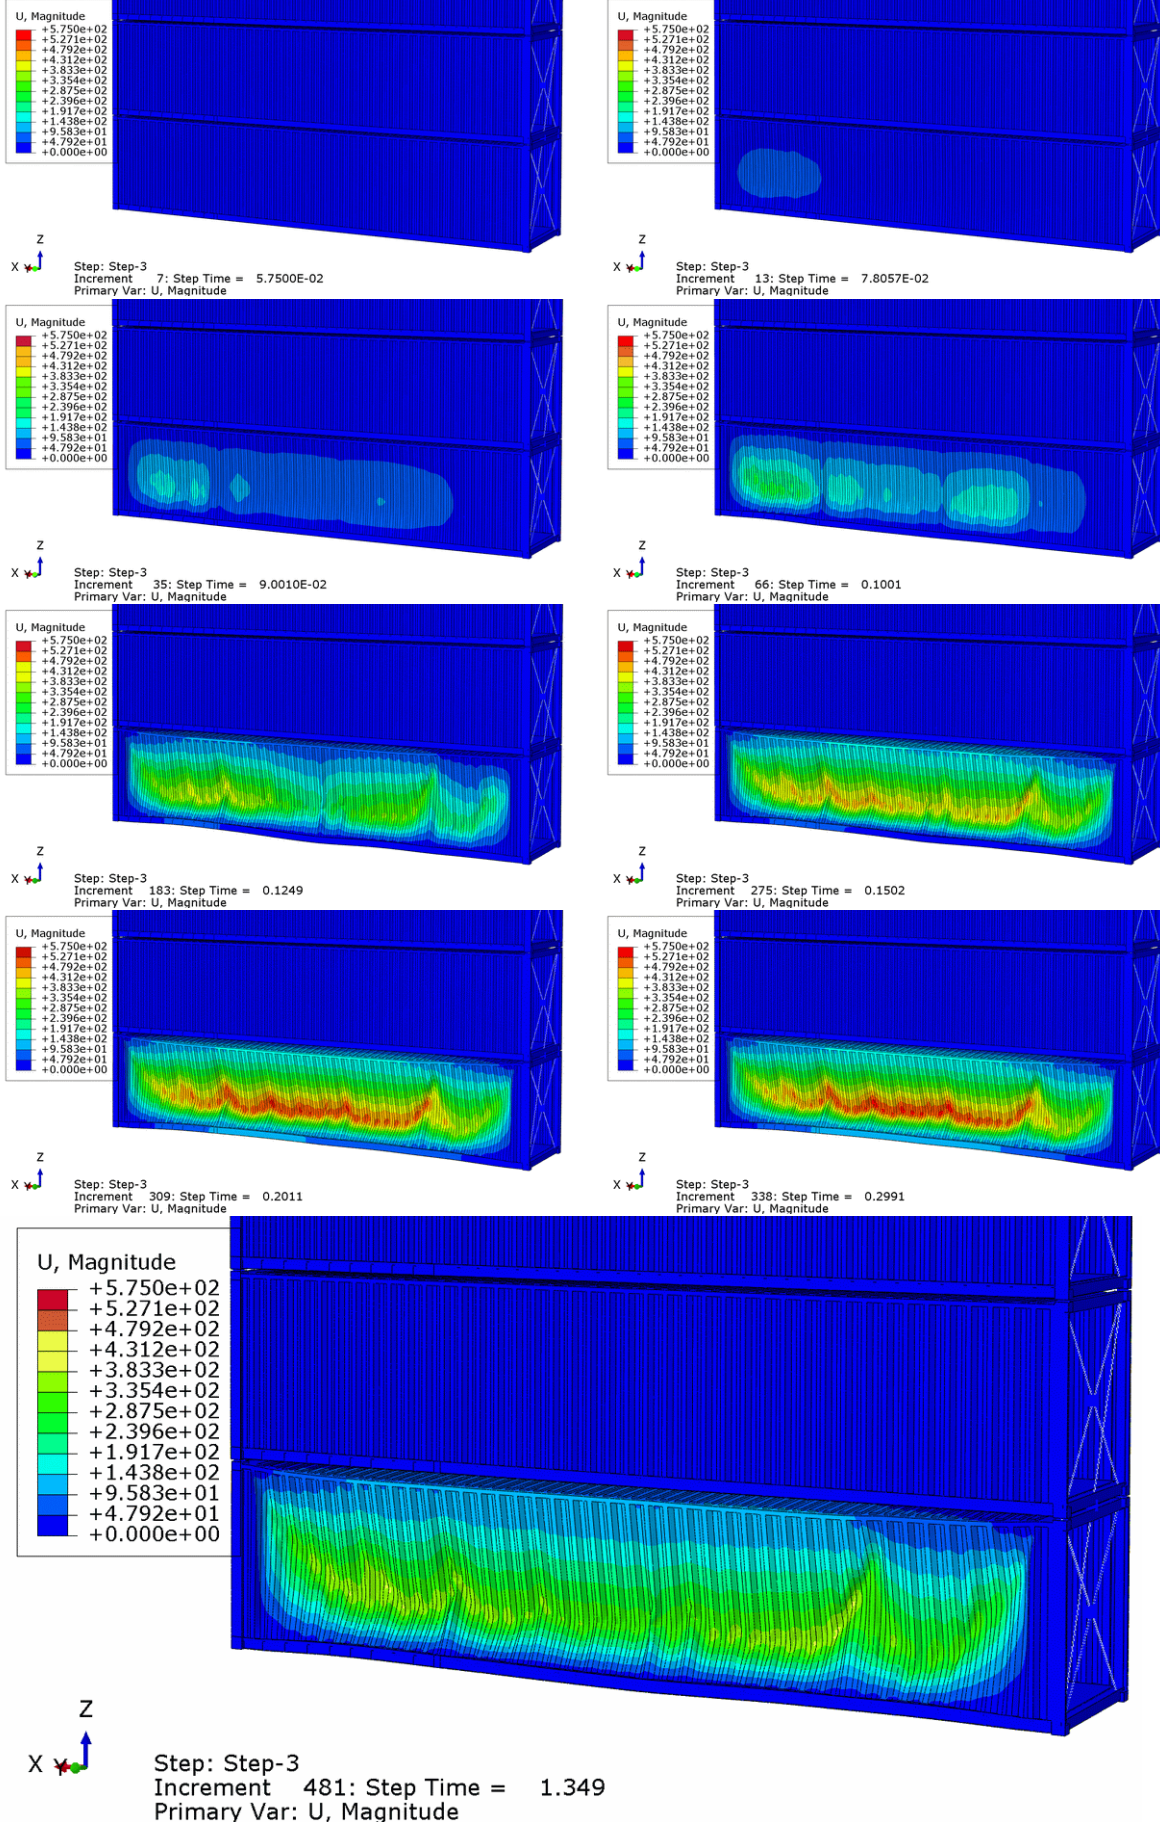 U, Magnitude
+5.750e+02
+5.271e+02
+4.792e+02
+4.312e+02
+3.833e+02
+3.354e+02
+2.875e+02
+2.396e+02
+1.917e+02
+1.438e+02
+9.583e+01
+4.792e+01
+0.000e+00
Z
X Y
Step: Step-3
Increment 7: Step Time = 5.7500E-02
Primary Var: U, Magnitude
U, Magnitude
+5.750e+02
+5.271e+02
+4.792e+02
+4.312e+02
+3.833e+02
+3.354e+02
+2.875e+02
+2.396e+02
+1.917e+02
+1.438e+02
+9.583e+01
+4.792e+01
+0.000e+00
Z
X Y
Step: Step-3
Increment 13: Step Time = 7.8057E-02
Primary Var: U, Magnitude
U, Magnitude
+5.750e+02
+5.271e+02
+4.792e+02
+4.312e+02
+3.833e+02
+3.354e+02
+2.875e+02
+2.396e+02
+1.917e+02
+1.438e+02
+9.583e+01
+4.792e+01
+0.000e+00
Z
X Y
Step: Step-3
Increment 35: Step Time = 9.0010E-02
Primary Var: U, Magnitude
U, Magnitude
+5.750e+02
+5.271e+02
+4.792e+02
+4.312e+02
+3.833e+02
+3.354e+02
+2.875e+02
+2.396e+02
+1.917e+02
+1.438e+02
+9.583e+01
+4.792e+01
+0.000e+00
Z
X Y
Step: Step-3
Increment 66: Step Time = 0.1001
Primary Var: U, Magnitude
U, Magnitude
+5.750e+02
+5.271e+02
+4.792e+02
+4.312e+02
+3.833e+02
+3.354e+02
+2.875e+02
+2.396e+02
+1.917e+02
+1.438e+02
+9.583e+01
+4.792e+01
+0.000e+00
Z
X Y
Step: Step-3
Increment 183: Step Time = 0.1249
Primary Var: U, Magnitude
U, Magnitude
+5.750e+02
+5.271e+02
+4.792e+02
+4.312e+02
+3.833e+02
+3.354e+02
+2.875e+02
+2.396e+02
+1.917e+02
+1.438e+02
+9.583e+01
+4.792e+01
+0.000e+00
Z
X Y
Step: Step-3
Increment 275: Step Time = 0.1502
Primary Var: U, Magnitude
U, Magnitude
+5.750e+02
+5.271e+02
+4.792e+02
+4.312e+02
+3.833e+02
+3.354e+02
+2.875e+02
+2.396e+02
+1.917e+02
+1.438e+02
+9.583e+01
+4.792e+01
+0.000e+00
Z
X Y
Step: Step-3
Increment 309: Step Time = 0.2011
Primary Var: U, Magnitude
U, Magnitude
+5.750e+02
+5.271e+02
+4.792e+02
+4.312e+02
+3.833e+02
+3.354e+02
+2.875e+02
+2.396e+02
+1.917e+02
+1.438e+02
+9.583e+01
+4.792e+01
+0.000e+00
Z
X Y
Step: Step-3
Increment 338: Step Time = 0.2991
Primary Var: U, Magnitude
U, Magnitude
+5.750e+02
+5.271e+02
+4.792e+02
+4.312e+02
+3.833e+02
+3.354e+02
+2.875e+02
+2.396e+02
+1.917e+02
+1.438e+02
+9.583e+01
+4.792e+01
+0.000e+00
Z
X Y
Step: Step-3
Increment 481: Step Time = 1.349
Primary Var: U, Magnitude